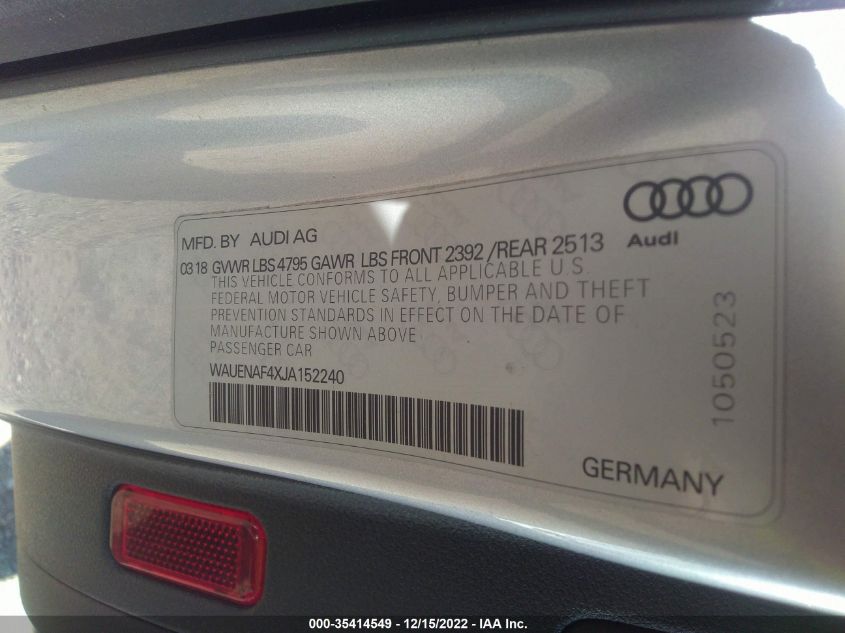 MFD. BY AUDI AG
Audi
03 18 GVWR LBS 4795 GAWR LBS FRONT 2392 /REAR 2513
THIS VEHICLE CONFORMS TO ALL APPLICABLE U.S.
FEDERAL MOTOR VEHICLE SAFETY, BUMPER AND THEFT
PREVENTION STANDARDS IN EFFECT ON THE DATE OF
MANUFACTURE SHOWN ABOVE
PASSENGER CAR
WAUENAF4XJA152240
1050523
GERMANY
000-35414549 - 12/15/2022 - IAA Inc.